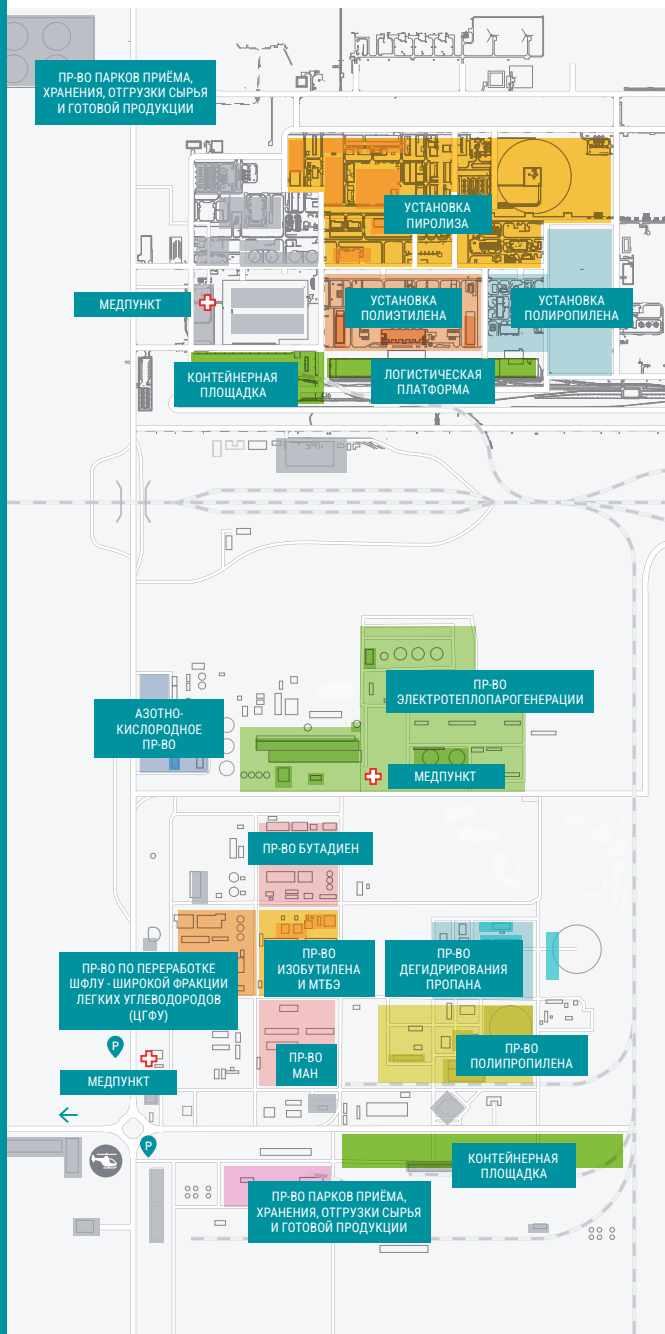 ПР-ВО ПАРКОВ ПРИЁМА,
ХРАНЕНИЯ, ОТГРУЗКИ СЫРЬЯ
И ГОТОВОЙ ПРОДУКЦИИ
УСТАНОВКА
ПИРОЛИЗА
МЕДПУНКТ
УСТАНОВКА
ПОЛИЭТИЛЕНА
УСТАНОВКА
ПОЛИПРОПИЛЕНА
КОНТЕЙНЕРНАЯ
ПЛОЩАДКА
ЛОГИСТИЧЕСКАЯ
ПЛАТФОРМА
ПР-ВО
ЭЛЕКТРОТЕПЛОПАРОГЕНЕРАЦИИ
АЗОТНО-
КИСЛОРОДНОЕ
ПР-ВО
МЕДПУНКТ
ПР-ВО БУТАДИЕН
ПР-ВО ПО ПЕРЕРАБОТКЕ
ШФЛУ - ШИРОКОЙ ФРАКЦИИ
ЛЕГКИХ УГЛЕВОДОРОДОВ
(ЦГФУ)
ПР-ВО
ИЗОБУТИЛЕНА
И МТБЭ
ПР-ВО
ДЕГИДРИРОВАНИЯ
ПРОПАНА
P
ПР-ВО
МАН
ПР-ВО
ПОЛИПРОПИЛЕНА
МЕДПУНКТ
P
КОНТЕЙНЕРНАЯ
ПЛОЩАДКА
ПР-ВО ПАРКОВ ПРИЁМА,
ХРАНЕНИЯ, ОТГРУЗКИ СЫРЬЯ
И ГОТОВОЙ ПРОДУКЦИИ